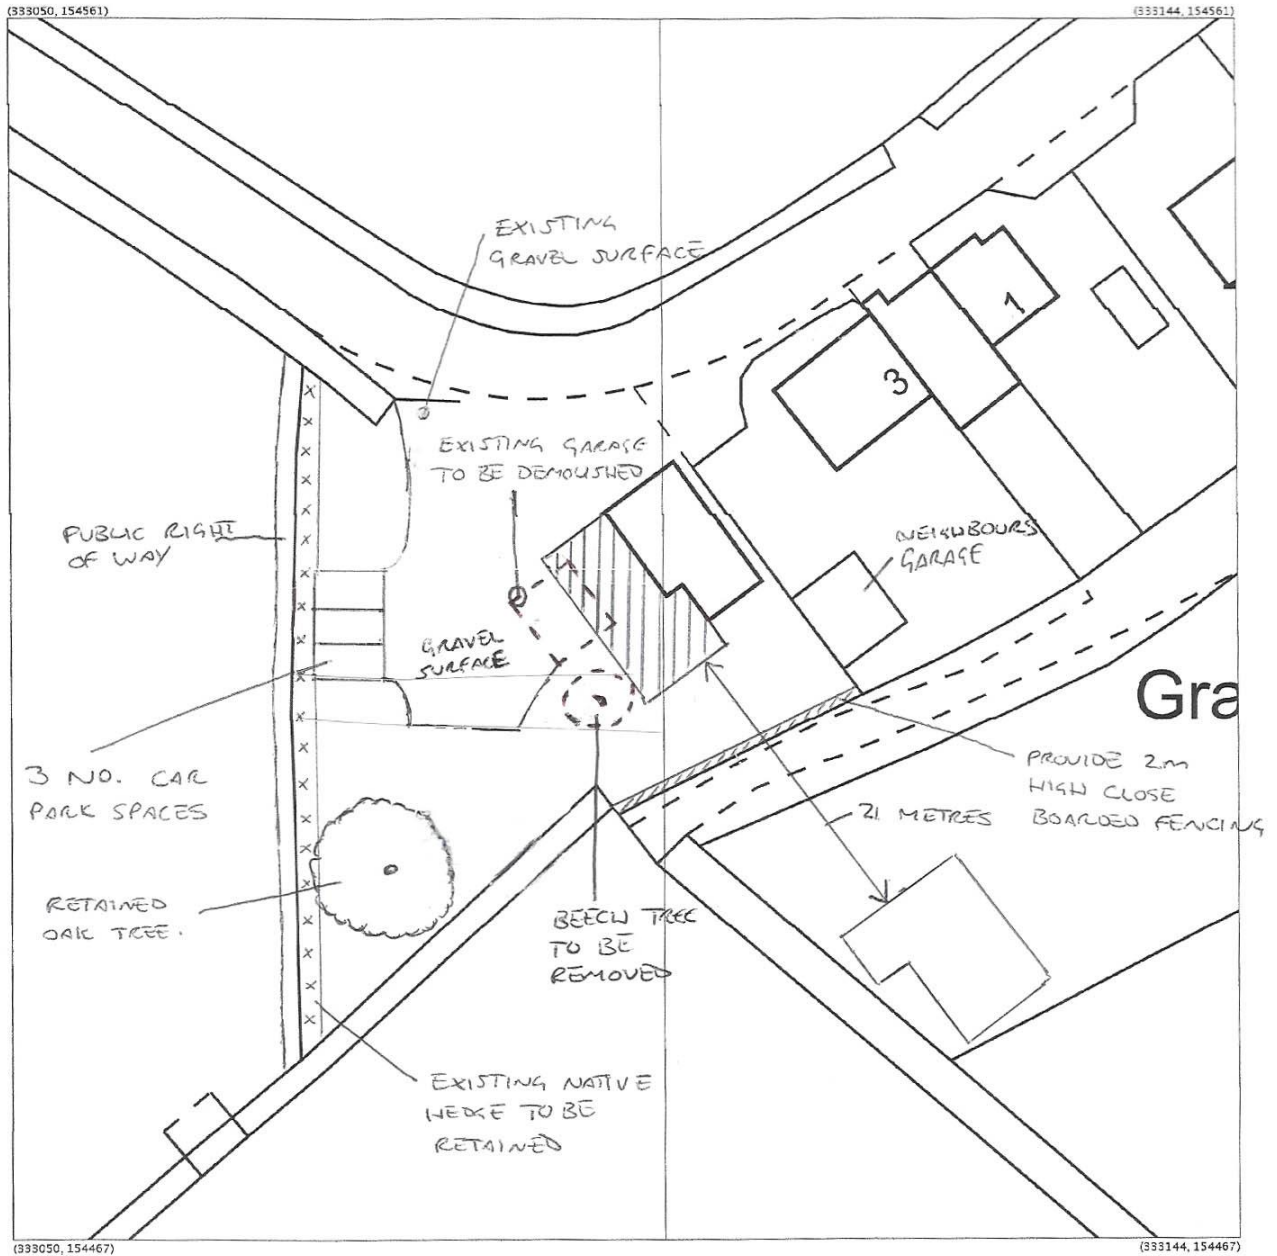 (333050, 154561)
(333144, 154561)
EXISTING
GRAVEL SURFACE
1
3
EXISTING GARAGE
TO BE DEMOLISHED
PUBLIC RIGHT
OF WAY
NEIGHBOURS
GARAGE
GRAVEL
SURFACE
Gra
3 NO. CAR
PARK SPACES
PROVIDE 2m
HIGH CLOSE
BOARDED FENCING
21 METRES
RETAINED
OAK TREE.
BEECH TREE
TO BE
REMOVED
EXISTING NATIVE
HEDGE TO BE
RETAINED
(333050, 154467)
(333144, 154467)